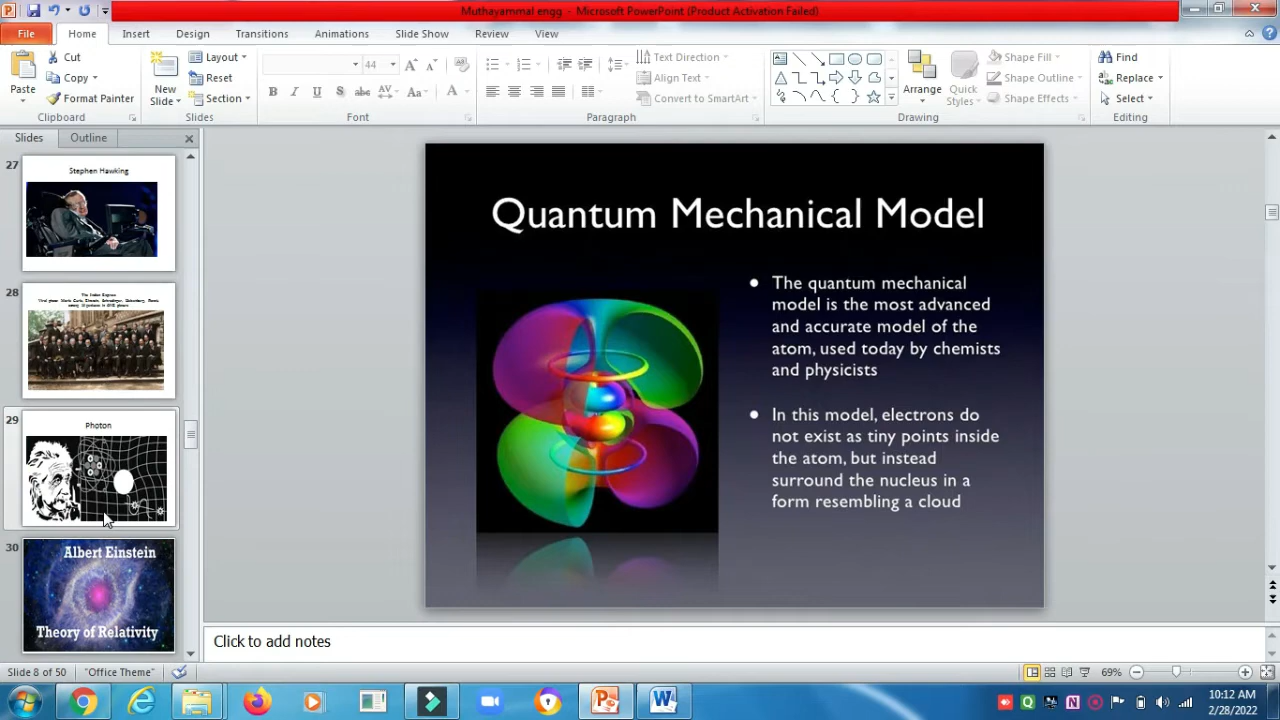 Muthayammal engg - Microsoft PowerPoint (Product Activation Failed)
File Home Insert Design Transitions Animations Slide Show Review View
Paste
Cut
Copy
Format Painter
Clipboard
New
Slide
Layout
Reset
Section
Slides
44
Font
Text Direction
Align Text
Convert to SmartArt
Paragraph
Arrange
Quick
Styles
Shape Fill
Shape Outline
Shape Effects
Drawing
Find
Replace
Select
Editing
Slides Outline
27
Stephen Hawking
28
29
Photon
30
Albert Einstein
Theory of Relativity
Quantum Mechanical Model
The quantum mechanical
model is the most advanced
and accurate model of the
atom, used today by chemists
and physicists
In this model, electrons do
not exist as tiny points inside
the atom, but instead
surround the nucleus in a
form resembling a cloud
Click to add notes
Slide 8 of 50 "Office Theme" 69%
10:12 AM
2/28/2022